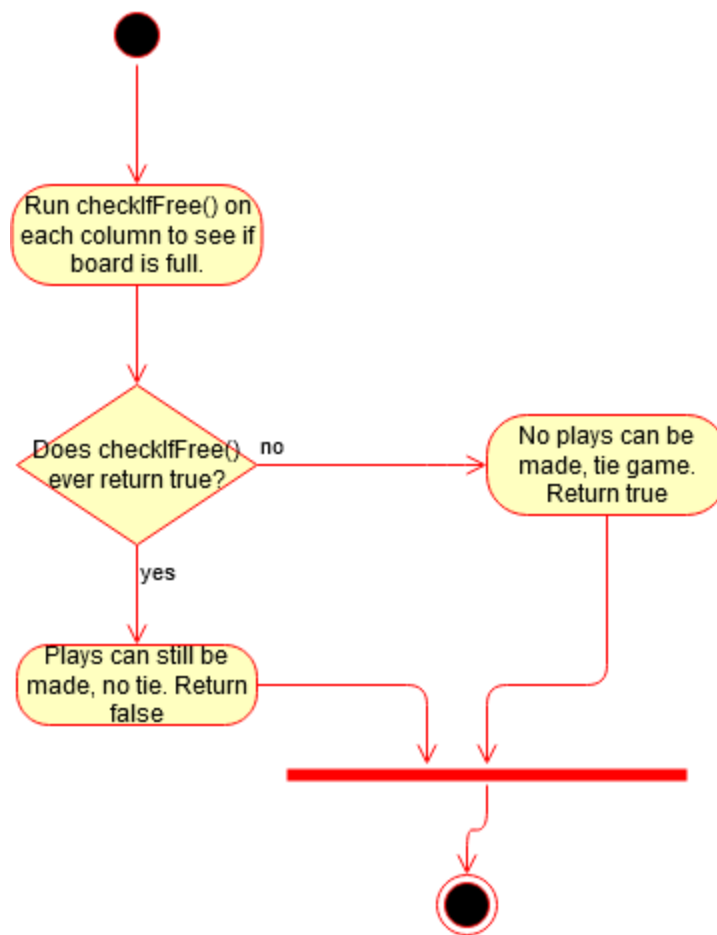 Run checkIfFree() on
each column to see if
board is full.
Does checkIfFree()
ever return true?
no
No plays can be
made, tie game.
Return true
yes
Plays can still be
made, no tie. Return
false